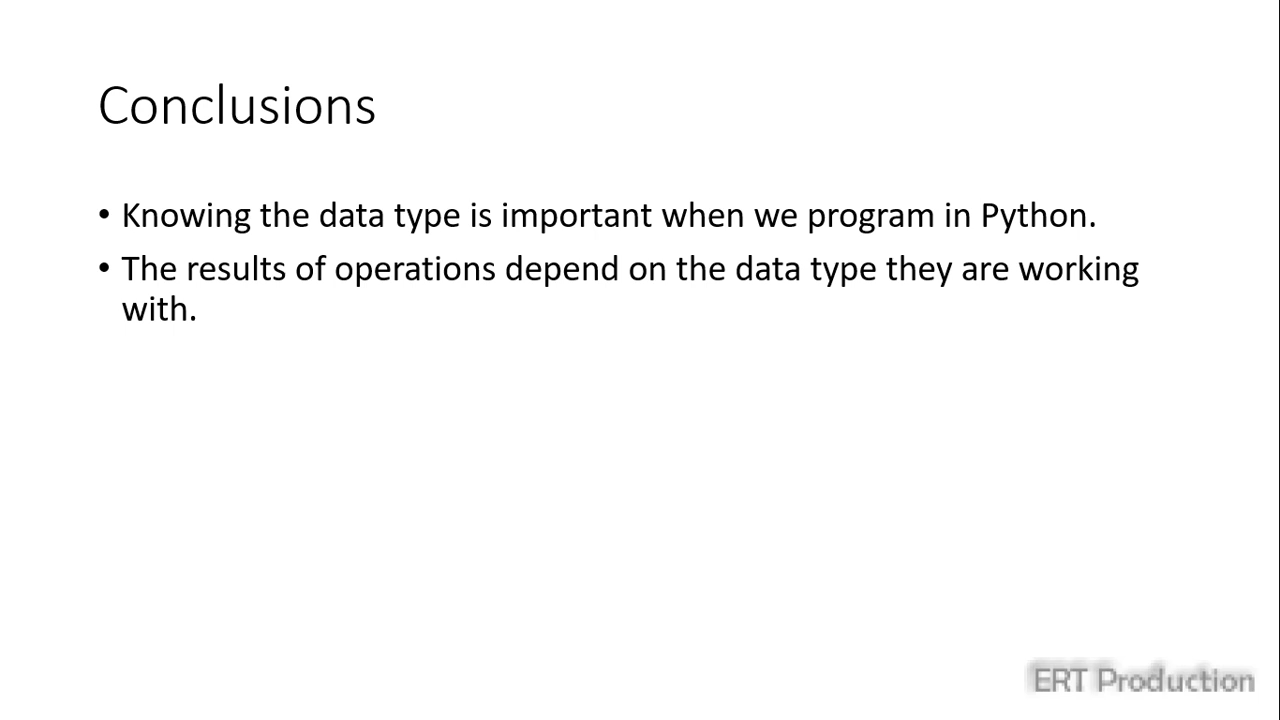 Conclusions
• Knowing the data type is important when we program in Python.
• The results of operations depend on the data type they are working
with.
ERT Production